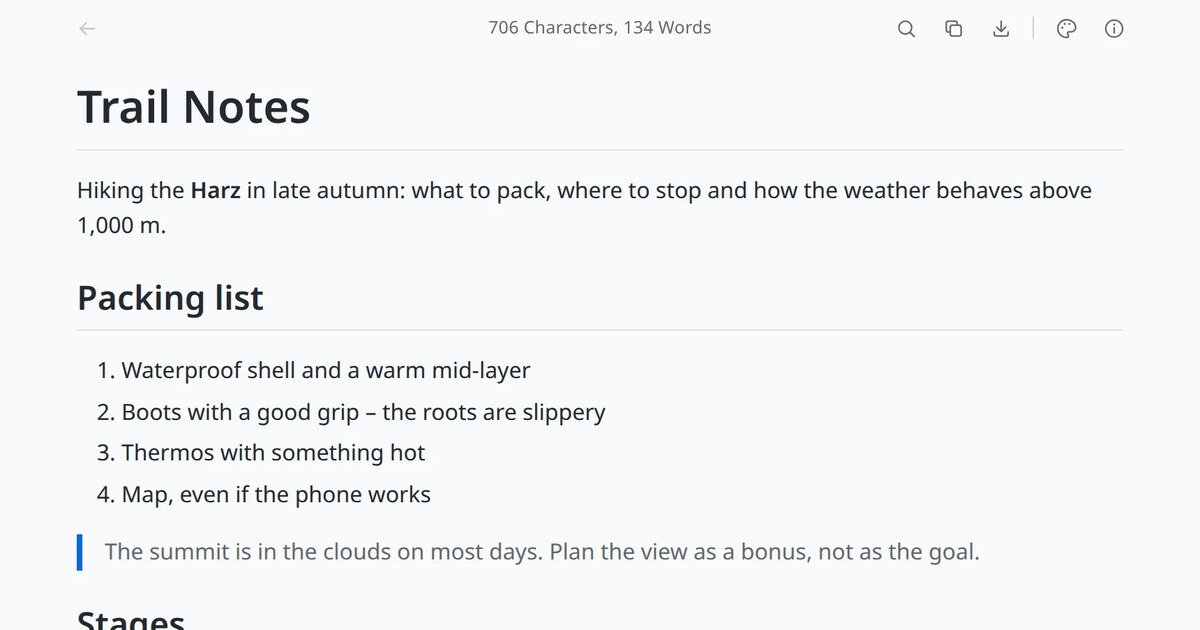 706 Characters, 134 Words
Trail Notes
Hiking the Harz in late autumn: what to pack, where to stop and how the weather behaves above
1,000 m.
Packing list
1. Waterproof shell and a warm mid-layer
2. Boots with a good grip – the roots are slippery
3. Thermos with something hot
4. Map, even if the phone works
The summit is in the clouds on most days. Plan the view as a bonus, not as the goal.
Stages